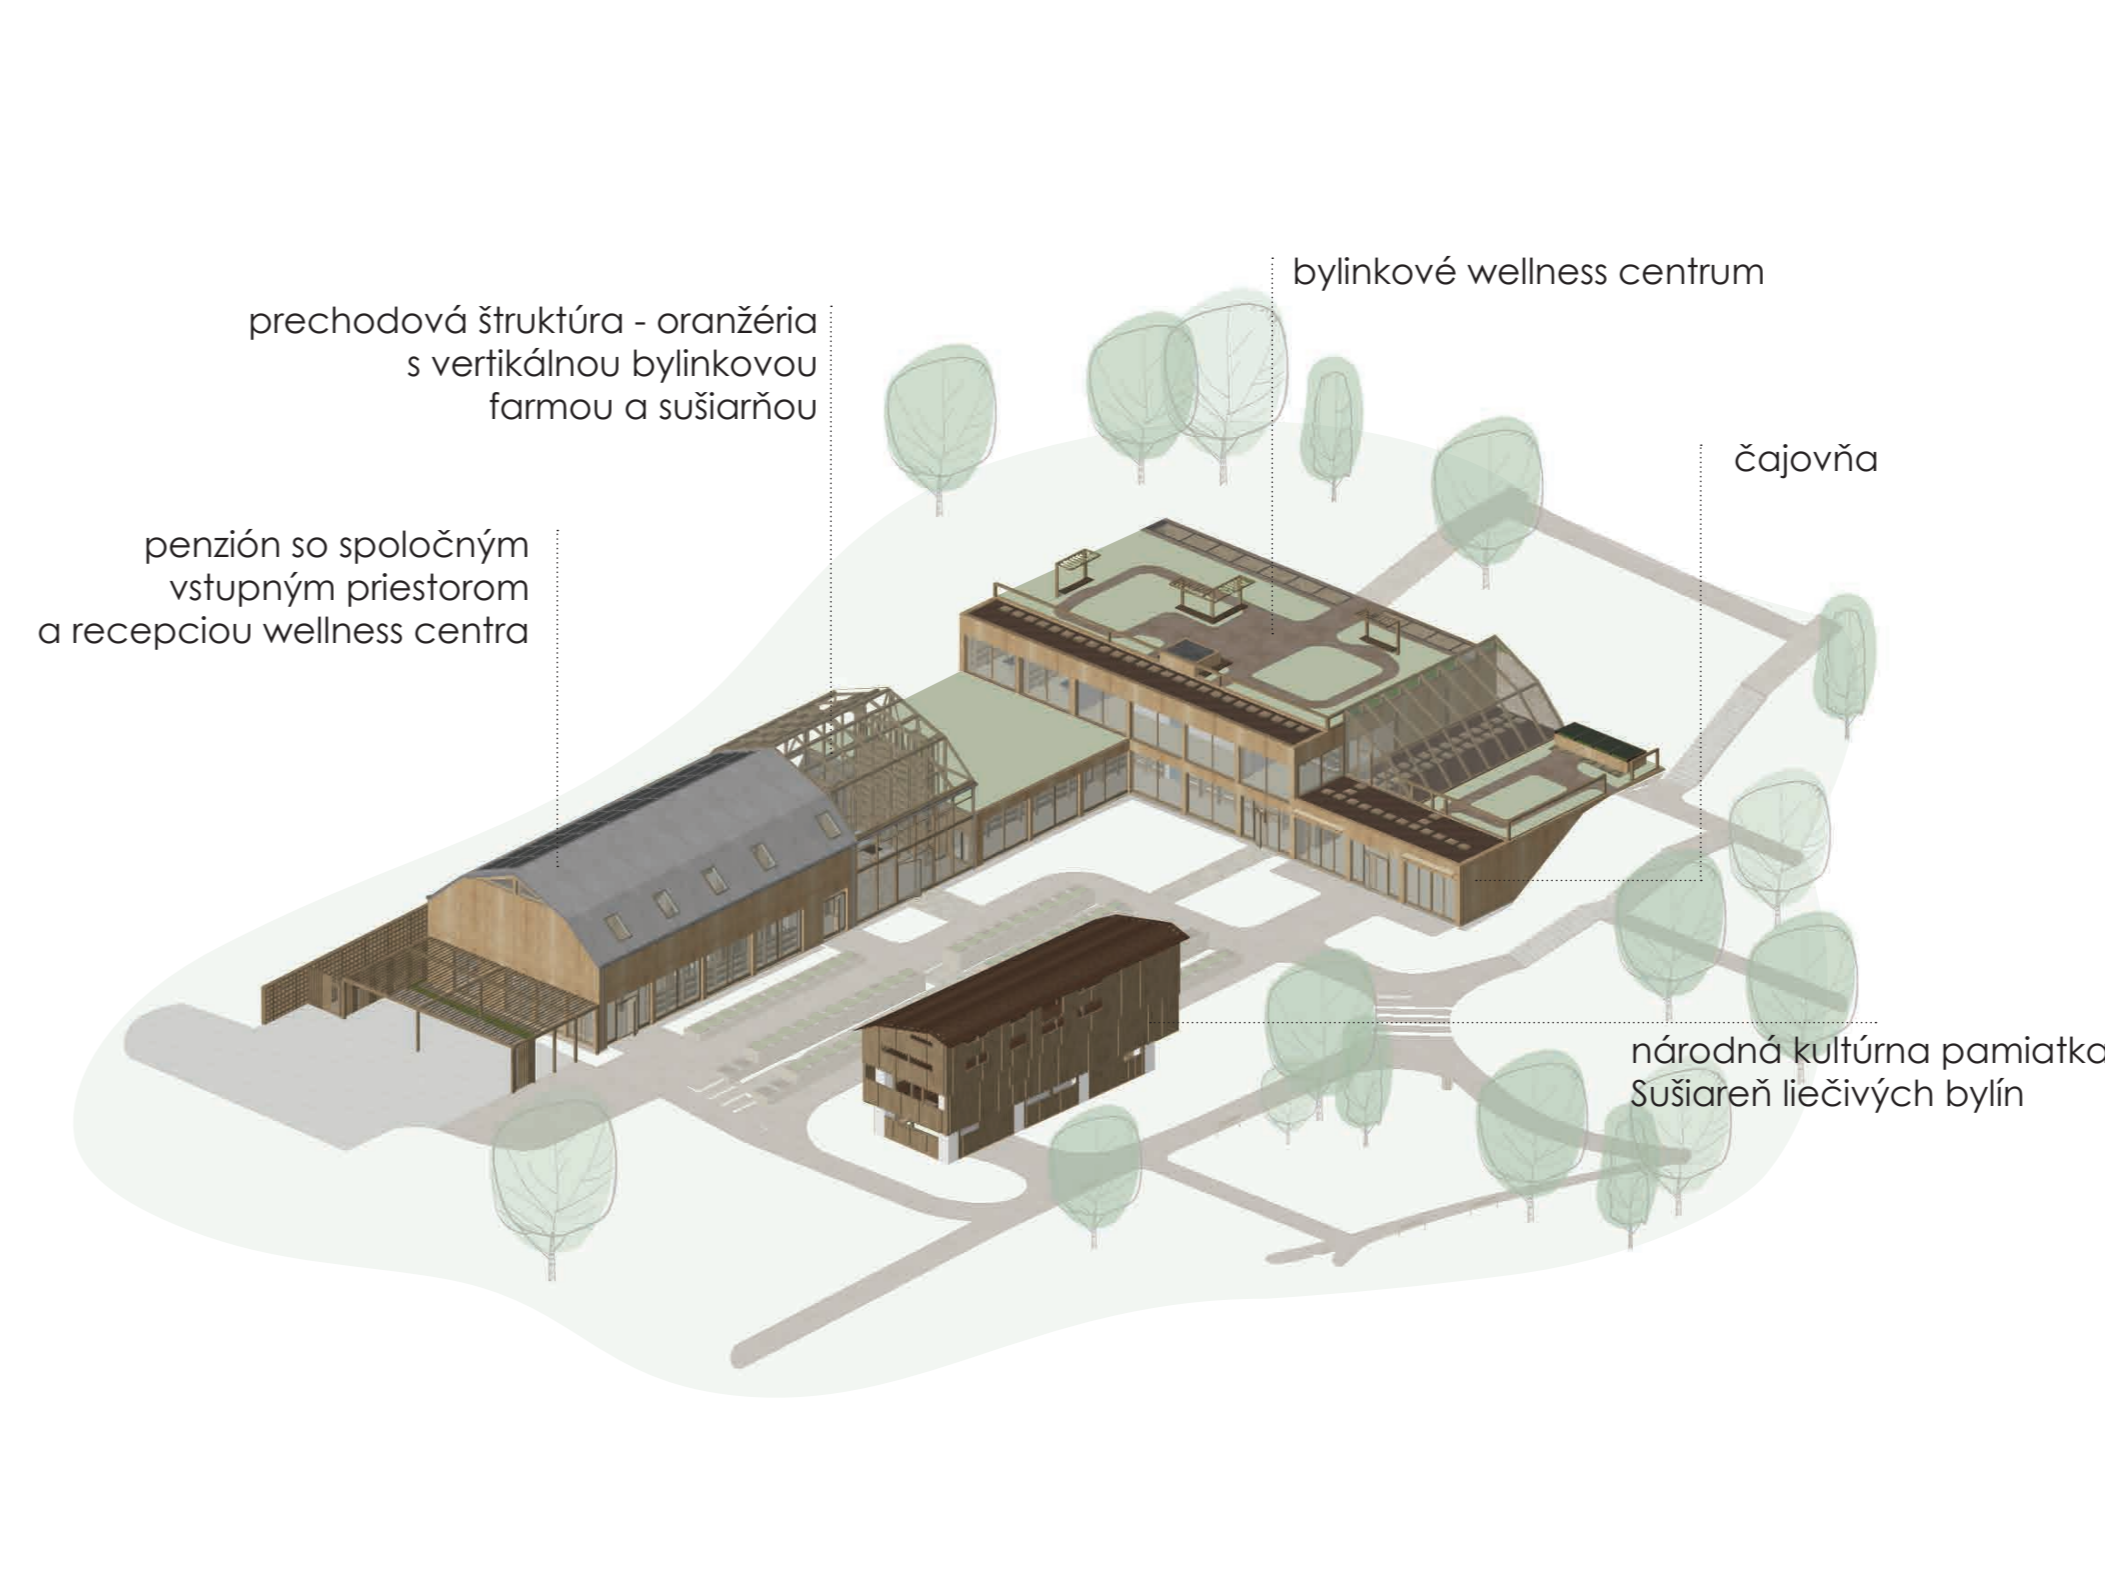 bylinkové wellness centrum
prechodová štruktúra - oranžéria
s vertikálnou bylinkovou
farmou a sušiarňou
čajovňa
penzión so spoločným
vstupným priestorom
a recepciou wellness centra
národná kultúrna pamiatka
Sušiareň liečivých bylín